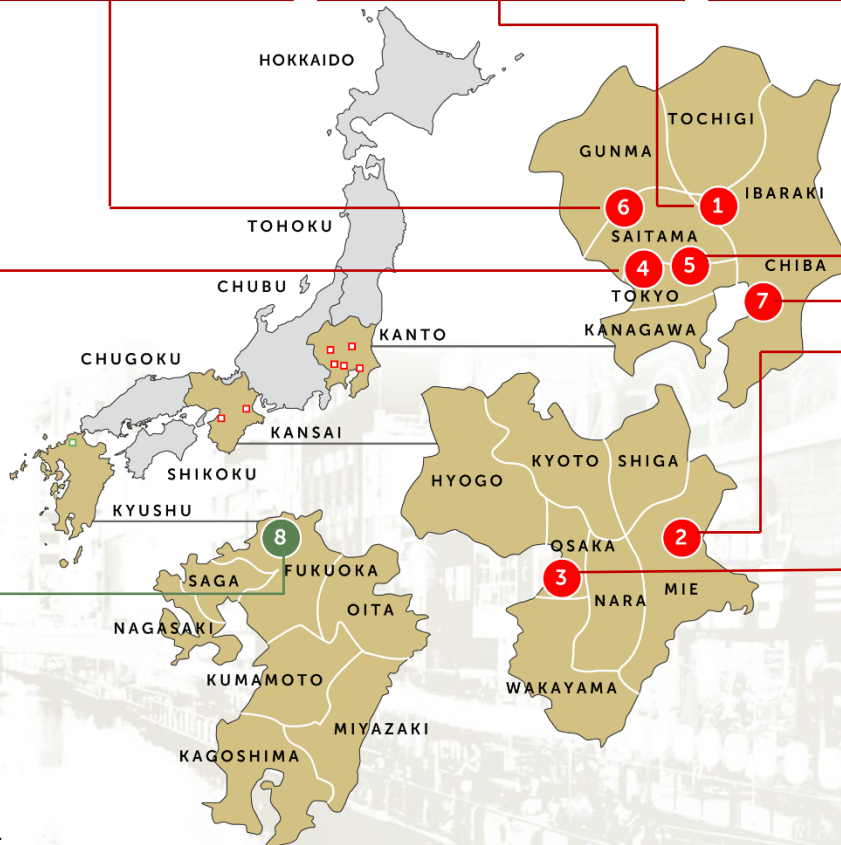 HOKKAIDO
TOCHIGI
GUNMA
IBARAKI
6
1
TOHOKU
SAITAMA
4
5
CHIBA
CHUBU
TOKYO
7
KANTO
KANAGAWA
CHUGOKU
KANSAI
KYOTO
SHIGA
SHIKOKU
HYOGO
KYUSHU
8
2
OSAKA
FUKUOKA
3
SAGA
MIE
NARA
OITA
NAGASAKI
KUMAMOTO
WAKAYAMA
MIYAZAKI
KAGOSHIMA